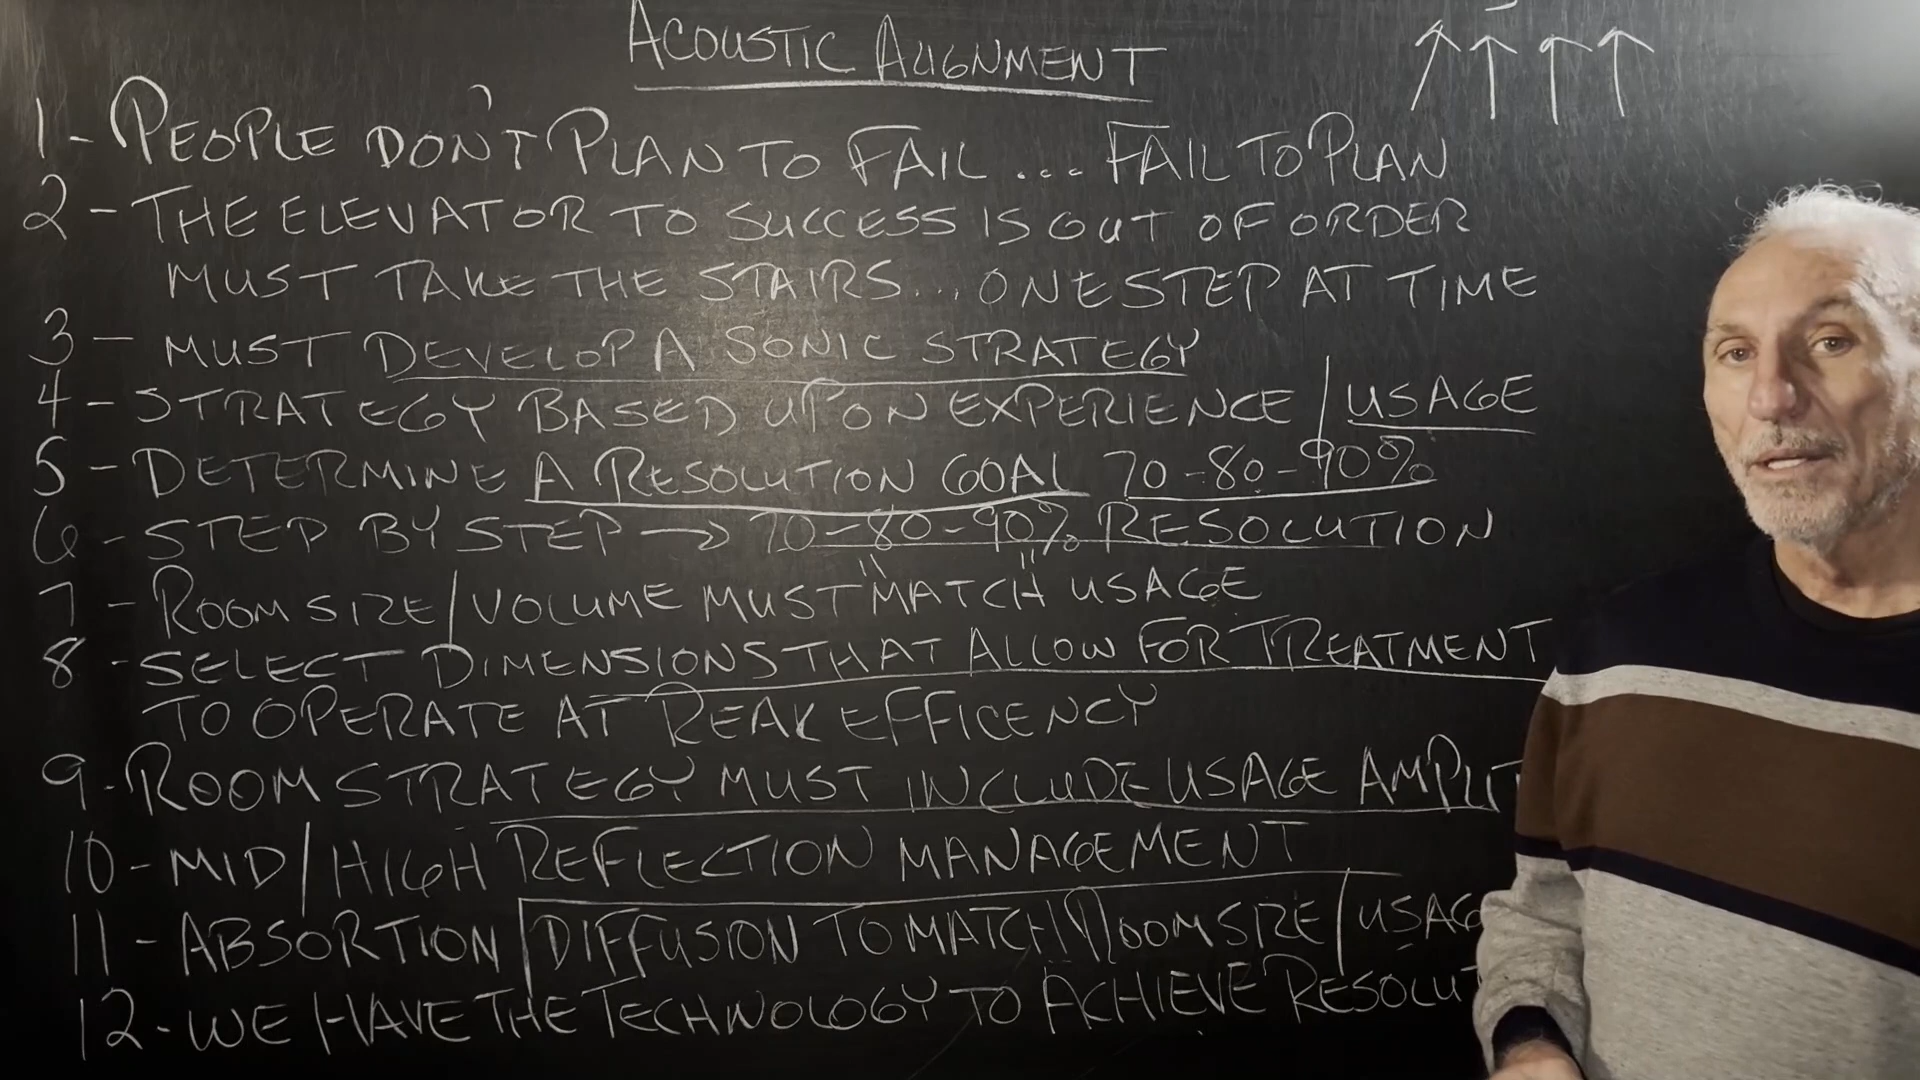 ACOUSTIC ALIGNMENT
1 - PEOPLE DON'T PLAN TO FAIL ... FAIL TO PLAN
2 - THE ELEVATOR TO SUCCESS IS OUT OF ORDER
MUST TAKE THE STAIRS... ONE STEP AT TIME
3 - MUST DEVELOP A SONIC STRATEGY
4 - STRATEGY BASED UPON EXPERIENCE / USAGE
5 - DETERMINE A RESOLUTION GOAL 70-80-90%
6 - STEP BY STEP → 70-80-90% RESOLUTION
7 - ROOM SIZE/VOLUME MUST "MATCH" USAGE
8 - SELECT DIMENSIONS THAT ALLOW FOR TREATMENT
TO OPERATE AT PEAK EFFICENCY
9 - ROOM STRATEGY MUST INCLUDE USAGE AMPLIT
10 - MID/HIGH REFLECTION MANAGEMENT
11 - ABSORTION/DIFFUSION TO MATCH ROOM SIZE/USAG
12 - WE HAVE THE TECHNOLOGY TO ACHIEVE RESOLUT